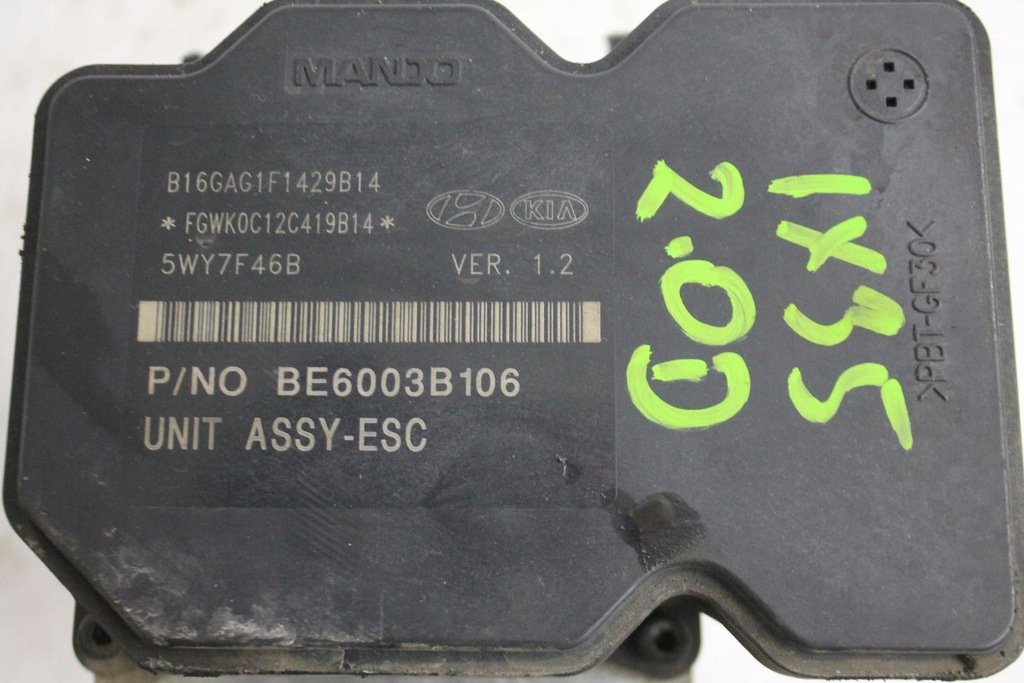 MANDO
B16GAG1F1429B14
*FGWK0C12C419B14*
KIA
5WY7F46B VER. 1.2
P/NO BE6003B106
UNIT ASSY-ESC
IX35
2.0D
>PBT-GF30<